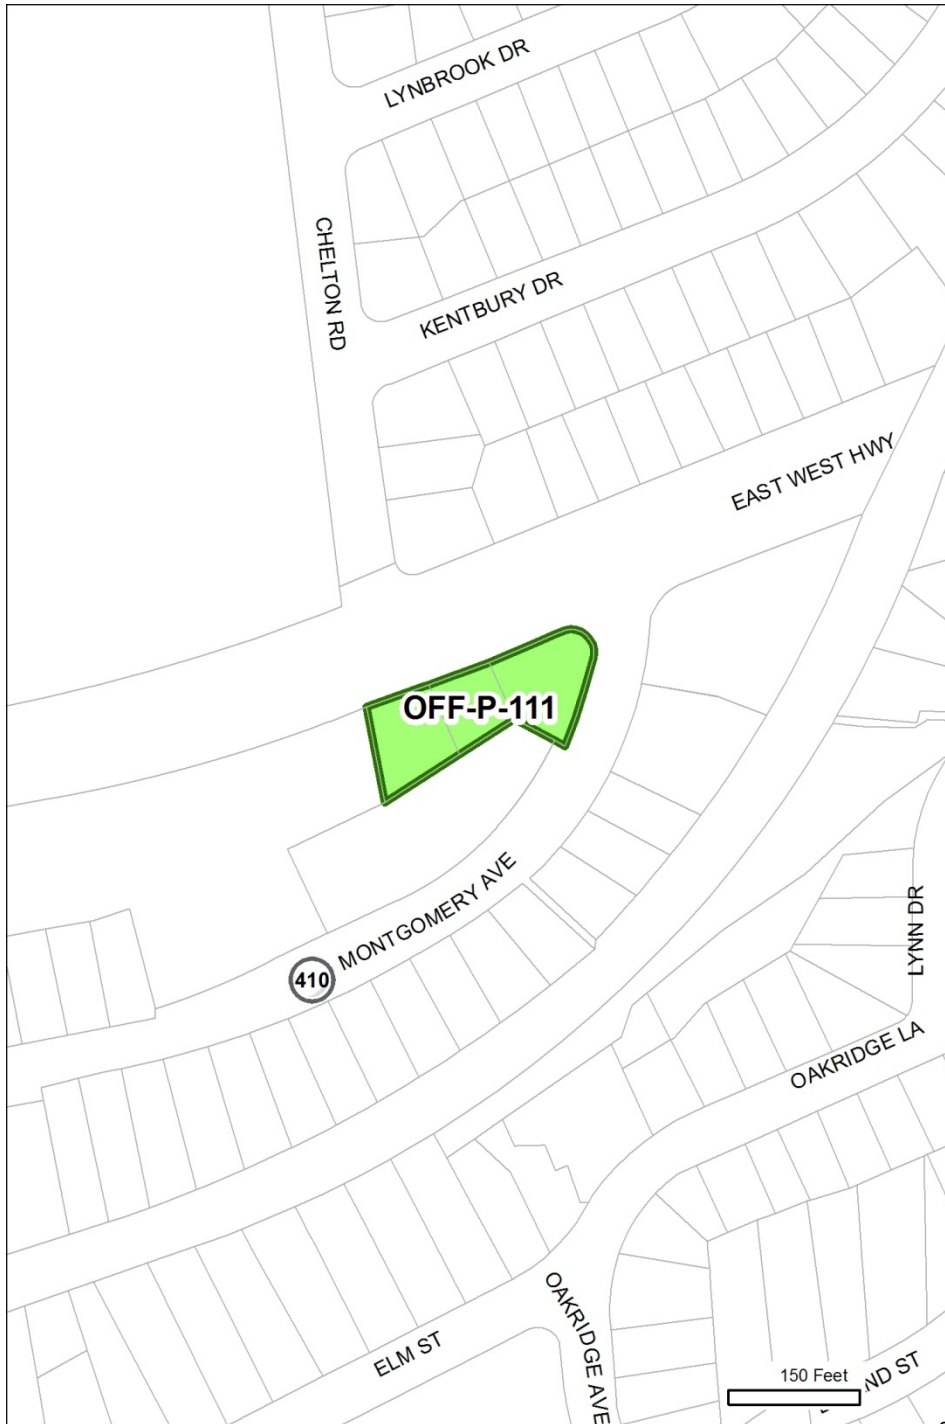 LYNBROOK DR
CHELTON RD
KENTBURY DR
EAST WEST HWY
OFF-P-111
MONTGOMERY AVE
410
LYNN DR
OAKRIDGE LA
OAKRIDGE AVE
ELM ST
150 Feet
ST